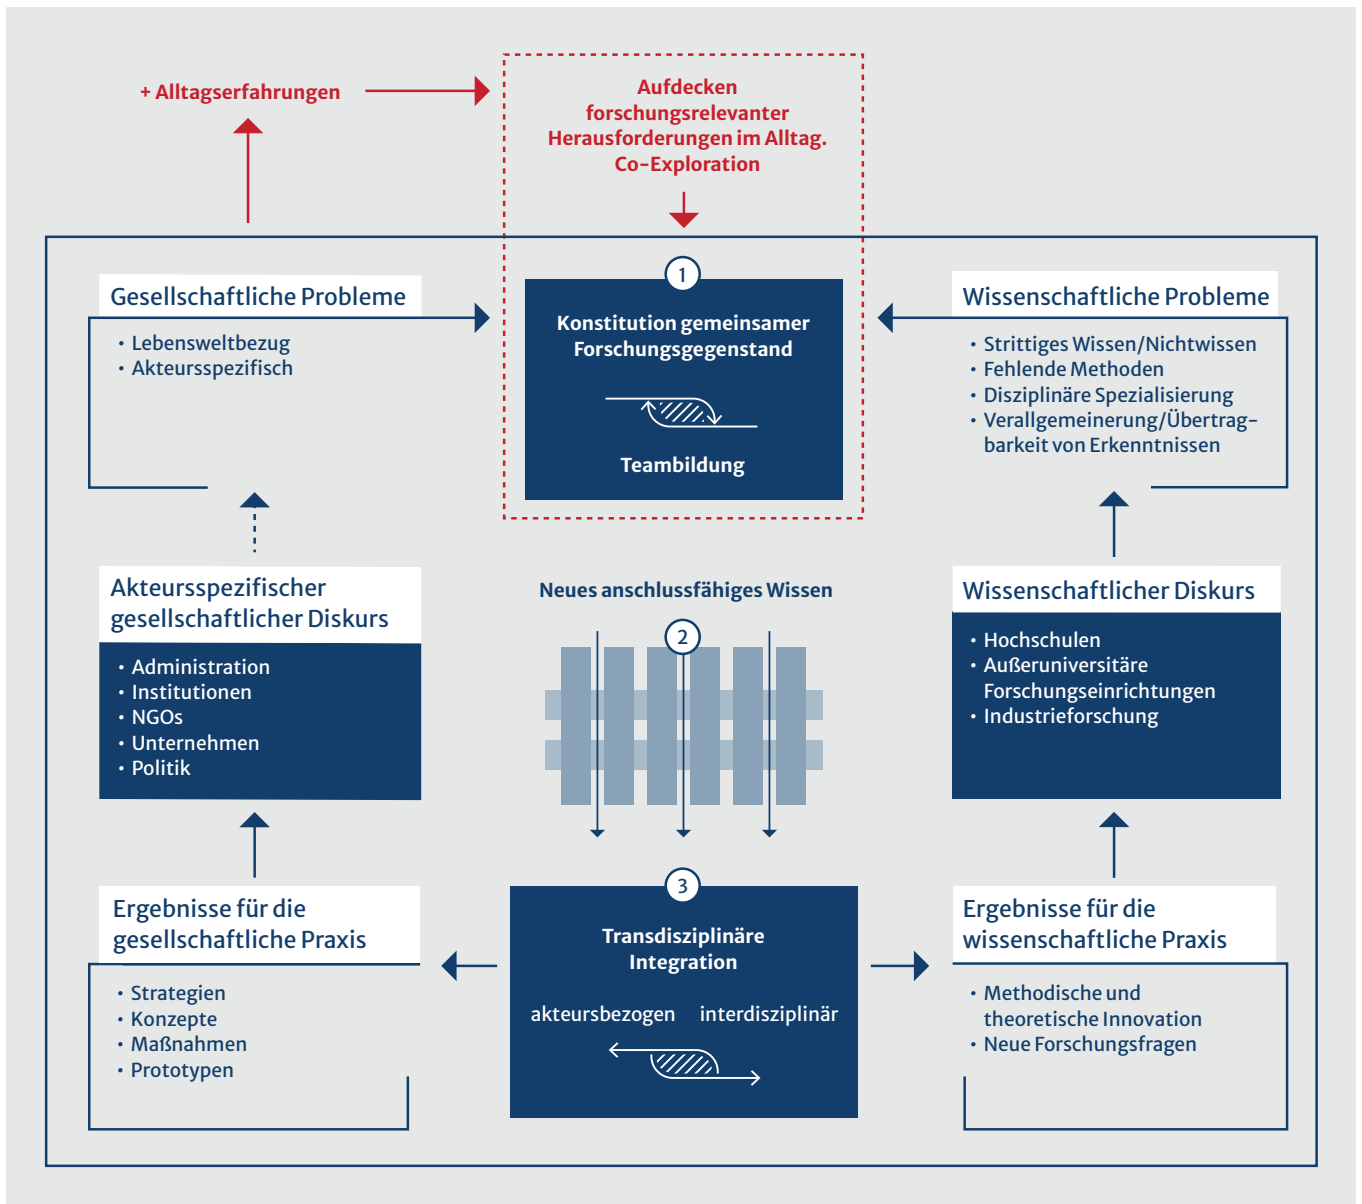 + Alltagserfahrungen
Aufdecken
forschungsrelevanter
Herausforderungen im Alltag.
Co-Exploration
Gesellschaftliche Probleme
• Lebensweltbezug
• Akteursspezifisch
1
Konstitution gemeinsamer
Forschungsgegenstand
Teambildung
Wissenschaftliche Probleme
• Strittiges Wissen/Nichtwissen
• Fehlende Methoden
• Disziplinäre Spezialisierung
• Verallgemeinerung/Übertrag-
barkeit von Erkenntnissen
Akteursspezifischer
gesellschaftlicher Diskurs
• Administration
• Institutionen
• NGOs
• Unternehmen
• Politik
Neues anschlussfähiges Wissen
2
Wissenschaftlicher Diskurs
• Hochschulen
• Außeruniversitäre
Forschungseinrichtungen
• Industrieforschung
Ergebnisse für die
gesellschaftliche Praxis
• Strategien
• Konzepte
• Maßnahmen
• Prototypen
3
Transdisziplinäre
Integration
akteursbezogen interdisziplinär
Ergebnisse für die
wissenschaftliche Praxis
• Methodische und
theoretische Innovation
• Neue Forschungsfragen